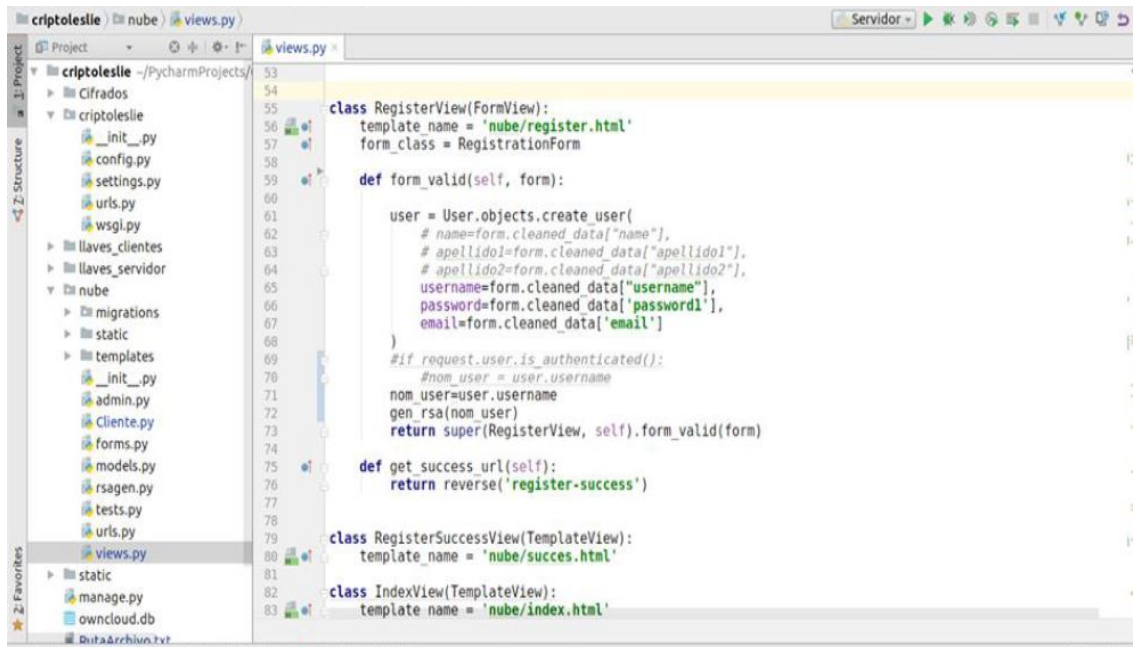 criptoleslie nube views.py
Servidor
1: Project
Z: Structure
2: Favorites
Project
criptoleslie ~/PycharmProjects/
Cifrados
criptoleslie
__init__.py
config.py
settings.py
urls.py
wsgi.py
llaves_clientes
llaves_servidor
nube
migrations
static
templates
__init__.py
admin.py
Cliente.py
forms.py
models.py
rsagen.py
tests.py
urls.py
views.py
static
manage.py
owncloud.db
RutaArchivo.txt
views.py
53
54
55 class RegisterView(FormView):
56 template_name = 'nube/register.html'
57 form_class = RegistrationForm
58
59 def form_valid(self, form):
60
61 user = User.objects.create_user(
62 # name=form.cleaned_data["name"],
63 # apellido1=form.cleaned_data["apellido1"],
64 # apellido2=form.cleaned_data["apellido2"],
65 username=form.cleaned_data["username"],
66 password=form.cleaned_data['password1'],
67 email=form.cleaned_data['email']
68 )
69 #if request.user.is_authenticated():
70 #nom_user = user.username
71 nom_user=user.username
72 gen_rsa(nom_user)
73 return super(RegisterView, self).form_valid(form)
74
75 def get_success_url(self):
76 return reverse('register-success')
77
78
79 class RegisterSuccessView(TemplateView):
80 template_name = 'nube/succes.html'
81
82 class IndexView(TemplateView):
83 template_name = 'nube/index.html'